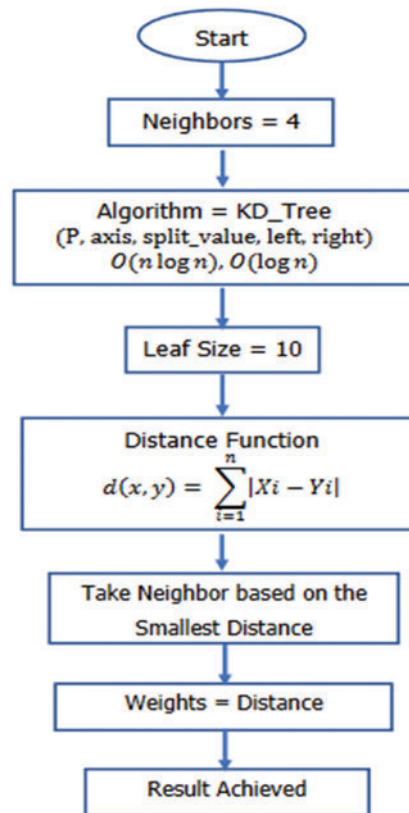 Start
Neighbors = 4
Algorithm = KD_Tree
(P, axis, split_value, left, right)
O(n log n), O(log n)
Leaf Size = 10
Distance Function
d(x, y) = ∑_{i=1}^{n} |Xi − Yi|
Take Neighbor based on the
Smallest Distance
Weights = Distance
Result Achieved